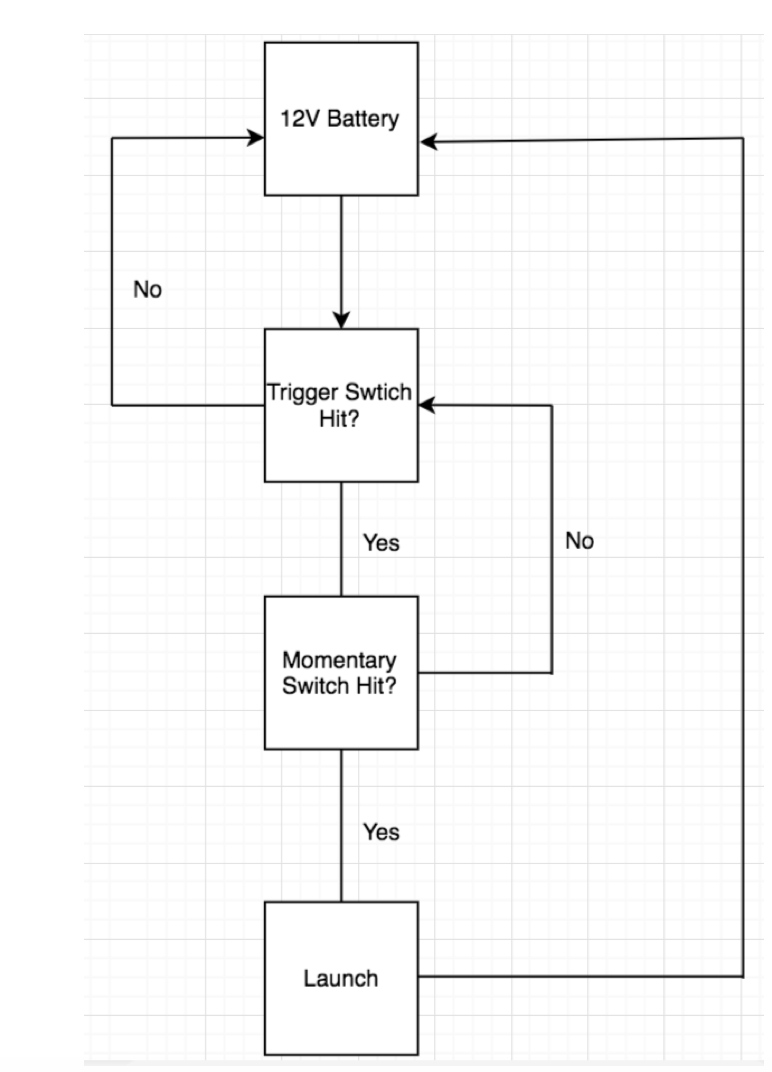 12V Battery
No
Trigger Swtich
Hit?
Yes
No
Momentary
Switch Hit?
Yes
Launch